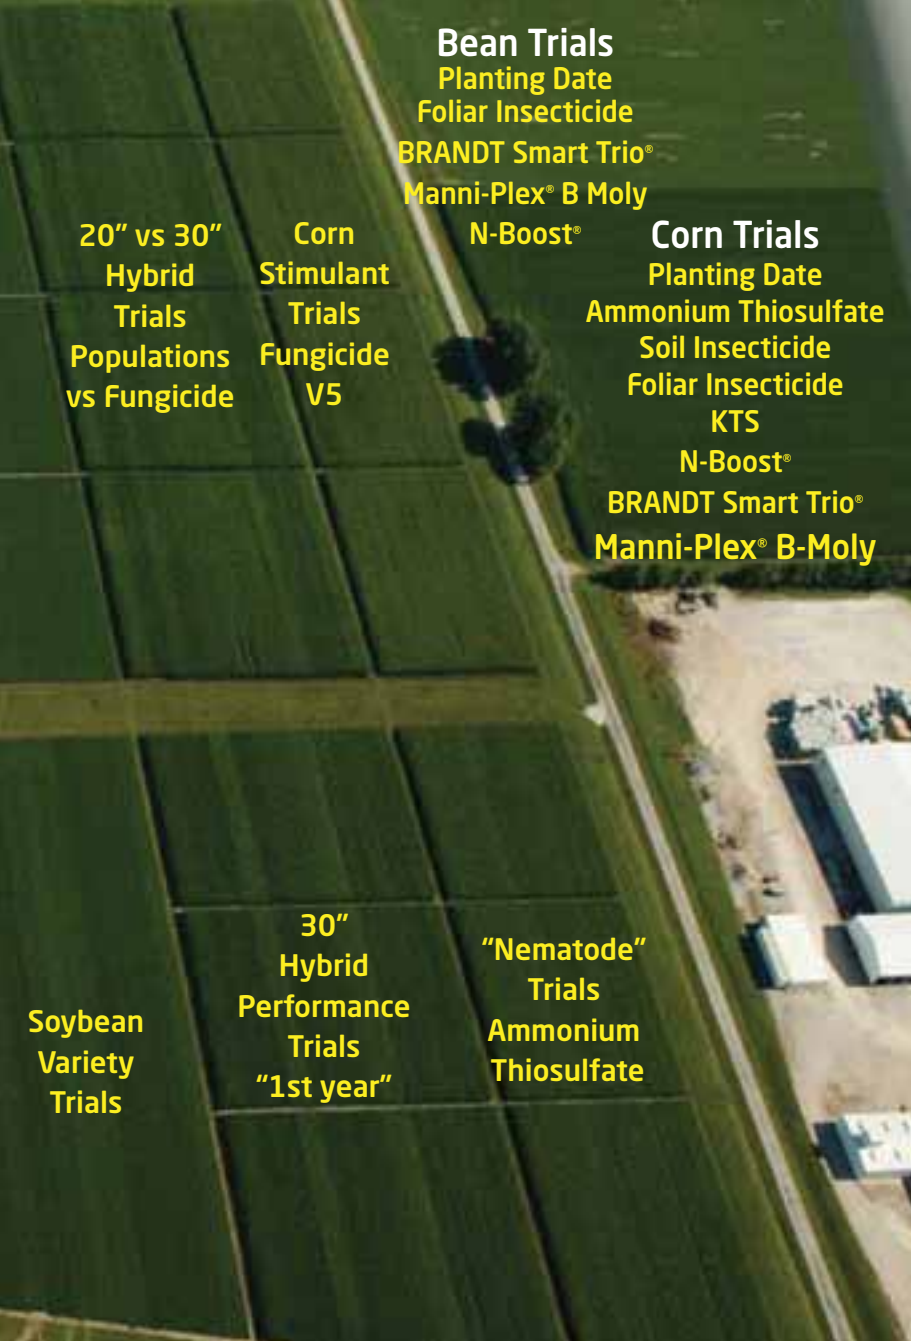 Bean Trials
Planting Date
Foliar Insecticide
BRANDT Smart Trio®
Manni-Plex® B Moly
N-Boost®
20” vs 30”
Hybrid
Trials
Populations
vs Fungicide
Corn
Stimulant
Trials
Fungicide
V5
Corn Trials
Planting Date
Ammonium Thiosulfate
Soil Insecticide
Foliar Insecticide
KTS
N-Boost®
BRANDT Smart Trio®
Manni-Plex® B-Moly
Soybean
Variety
Trials
30”
Hybrid
Performance
Trials
“1st year”
“Nematode”
Trials
Ammonium
Thiosulfate